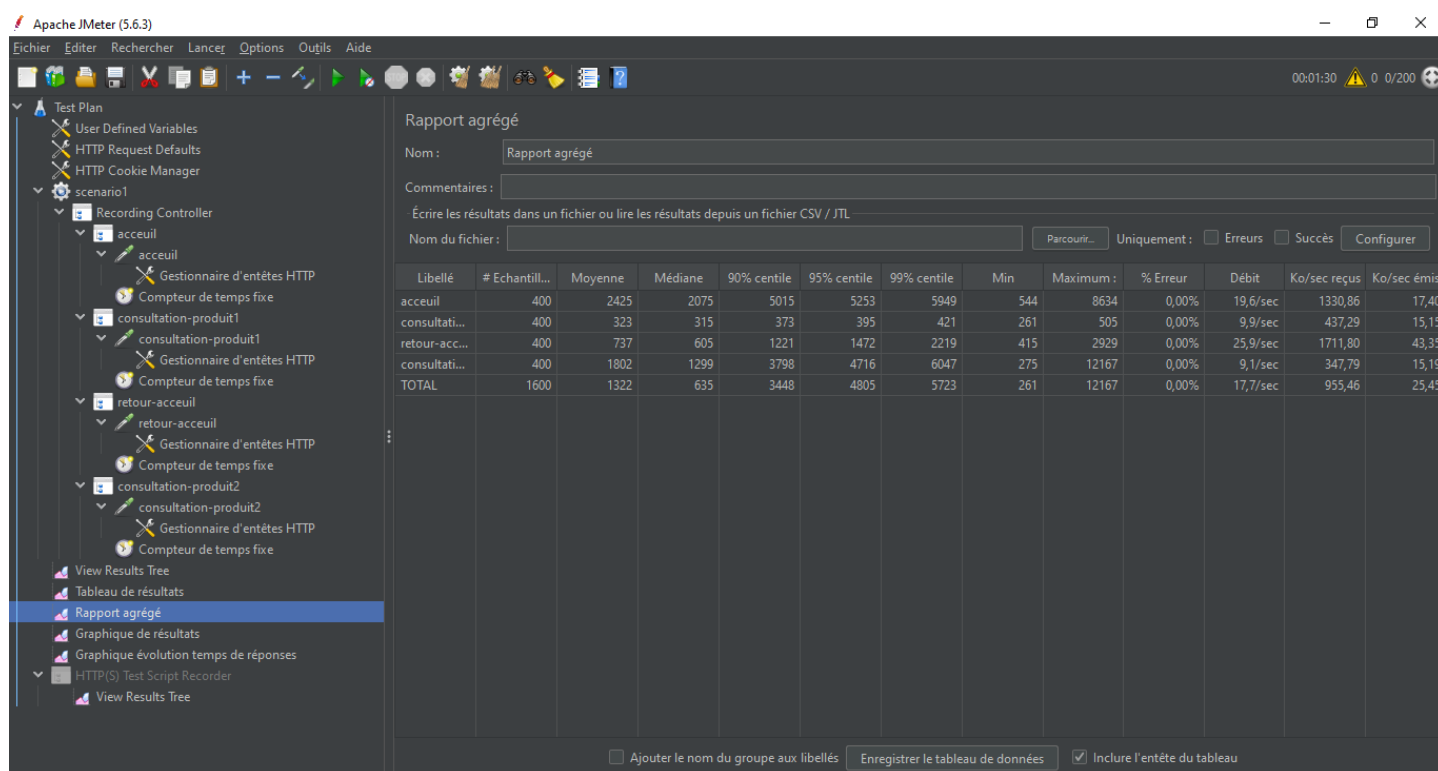 Apache JMeter (5.6.3)
Fichier Editer Rechercher Lancer Options Outils Aide
00:01:30 0 0/200
Test Plan
User Defined Variables
HTTP Request Defaults
HTTP Cookie Manager
scenario1
Recording Controller
acceuil
acceuil
Gestionnaire d'entêtes HTTP
Compteur de temps fixe
consultation-produit1
consultation-produit1
Gestionnaire d'entêtes HTTP
Compteur de temps fixe
retour-acceuil
retour-acceuil
Gestionnaire d'entêtes HTTP
Compteur de temps fixe
consultation-produit2
consultation-produit2
Gestionnaire d'entêtes HTTP
Compteur de temps fixe
View Results Tree
Tableau de résultats
Rapport agrégé
Graphique de résultats
Graphique évolution temps de réponses
HTTP(S) Test Script Recorder
View Results Tree
Rapport agrégé
Nom : Rapport agrégé
Commentaires :
Écrire les résultats dans un fichier ou lire les résultats depuis un fichier CSV / JTL
Nom du fichier : Parcourir... Uniquement : Erreurs Succès Configurer
Libellé # Echantill... Moyenne Médiane 90% centile 95% centile 99% centile Min Maximum : % Erreur Débit Ko/sec reçus Ko/sec émis
acceuil 400 2425 2075 5015 5253 5949 544 8634 0,00% 19,6/sec 1330,86 17,40
consultati... 400 323 315 373 395 421 261 505 0,00% 9,9/sec 437,29 15,15
retour-acc... 400 737 605 1221 1472 2219 415 2929 0,00% 25,9/sec 1711,80 43,35
consultati... 400 1802 1299 3798 4716 6047 275 12167 0,00% 9,1/sec 347,79 15,19
TOTAL 1600 1322 635 3448 4805 5723 261 12167 0,00% 17,7/sec 955,46 25,45
Ajouter le nom du groupe aux libellés Enregistrer le tableau de données Inclure l'entête du tableau